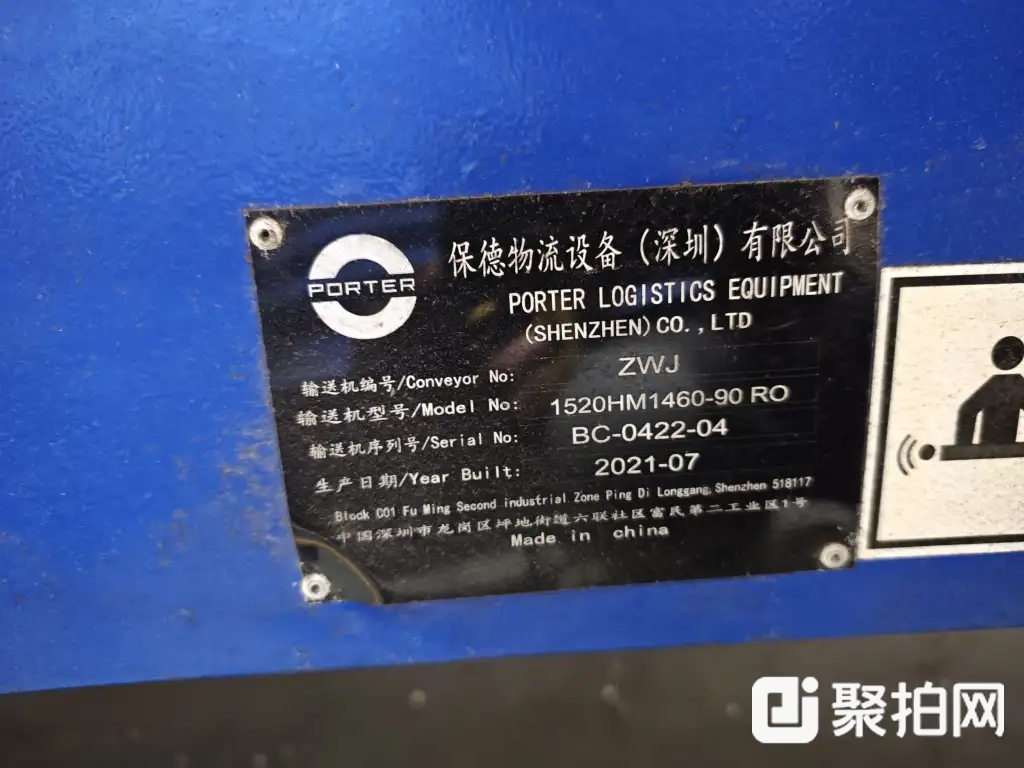 PORTER
保德物流设备(深圳)有限公司
PORTER LOGISTICS EQUIPMENT
(SHENZHEN)CO.,LTD
输送机编号/Conveyor No: ZWJ
输送机型号/Model No: 1520HM1460-90 RO
输送机序列号/Serial No: BC-0422-04
生产日期/Year Built: 2021-07
Block C01 Fu Ming Second industrial Zone Ping Di Longgang, Shenzhen 518117
中国深圳市龙岗区坪地街道六联社区富民第二工业区1号
Made in china
聚拍网